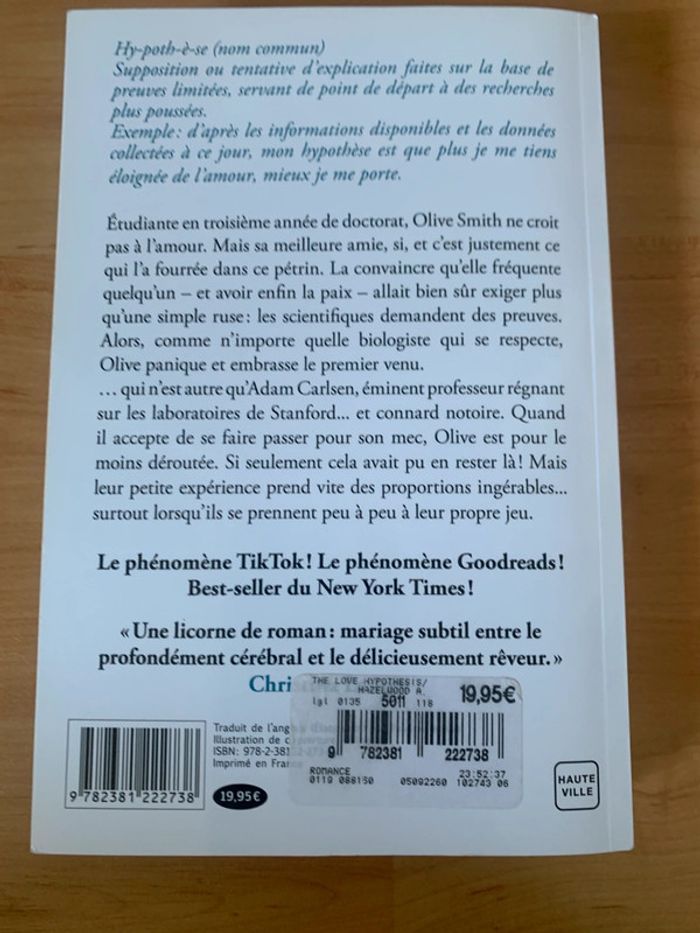 Hy-poth-è-se (nom commun)
Supposition ou tentative d'explication faites sur la base de
preuves limitées, servant de point de départ à des recherches
plus poussées.
Exemple : d'après les informations disponibles et les données
collectées à ce jour, mon hypothèse est que plus je me tiens
éloignée de l'amour, mieux je me porte.
Étudiante en troisième année de doctorat, Olive Smith ne croit
pas à l'amour. Mais sa meilleure amie, si, et c'est justement ce
qui l'a fourrée dans ce pétrin. La convaincre qu'elle fréquente
quelqu'un – et avoir enfin la paix – allait bien sûr exiger plus
qu'une simple ruse : les scientifiques demandent des preuves.
Alors, comme n'importe quelle biologiste qui se respecte,
Olive panique et embrasse le premier venu.
… qui n'est autre qu'Adam Carlsen, éminent professeur régnant
sur les laboratoires de Stanford… et connard notoire. Quand
il accepte de se faire passer pour son mec, Olive est pour le
moins déroutée. Si seulement cela avait pu en rester là ! Mais
leur petite expérience prend vite des proportions ingérables…
surtout lorsqu'ils se prennent peu à peu à leur propre jeu.
Le phénomène TikTok ! Le phénomène Goodreads !
Best-seller du New York Times !
« Une licorne de roman : mariage subtil entre le
profondément cérébral et le délicieusement rêveur. »
Chri
THE LOVE HYPOTHESIS/
HAZELWOOD A.
19,95€
lgl 0135 5011 118
9 782381 222738
ROMANCE
23:52:37
0119 088150 05092260 102743 06
Traduit de l'angl
Illustration de c
ISBN: 978-2-381
Imprimé en Franc
9 782381 222738
19,95€
HAUTE
VILLE